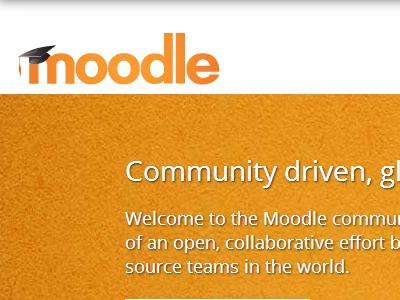 moodle
Community driven,
Welcome to the Moodle
of an open, collaborative effort
source teams in the world.